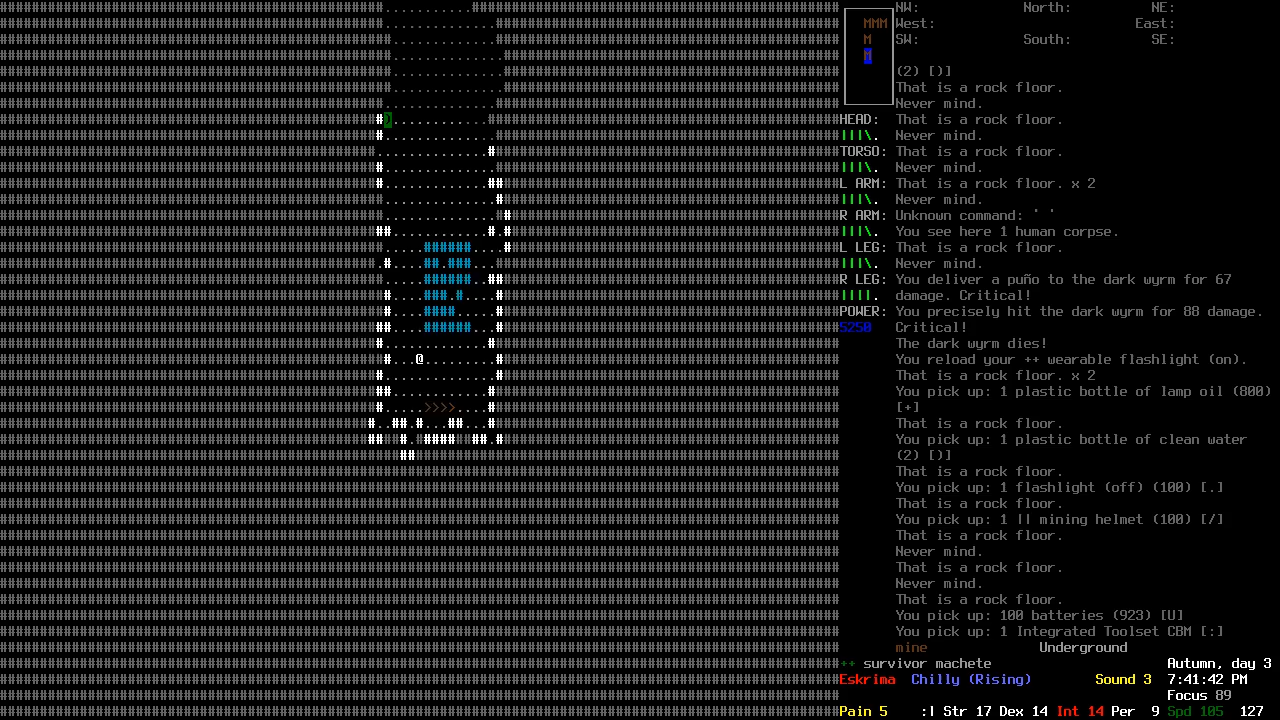 NW: North: NE:
West: East:
SW: South: SE:
MMM
M
M
(2) [)]
That is a rock floor.
Never mind.
HEAD: That is a rock floor.
|||\. Never mind.
TORSO: That is a rock floor.
|||\. Never mind.
L ARM: That is a rock floor. x 2
|||\. Never mind.
R ARM: Unknown command: ' '
|||\. You see here 1 human corpse.
L LEG: That is a rock floor.
|||\. Never mind.
R LEG: You deliver a puño to the dark wyrm for 67
||||. damage. Critical!
POWER: You precisely hit the dark wyrm for 88 damage.
5250 Critical!
The dark wyrm dies!
You reload your ++ wearable flashlight (on).
That is a rock floor. x 2
You pick up: 1 plastic bottle of lamp oil (800)
[+]
That is a rock floor.
You pick up: 1 plastic bottle of clean water
(2) [)]
That is a rock floor.
You pick up: 1 flashlight (off) (100) [.]
That is a rock floor.
You pick up: 1 || mining helmet (100) [/]
That is a rock floor.
Never mind.
That is a rock floor.
Never mind.
That is a rock floor.
You pick up: 100 batteries (923) [U]
You pick up: 1 Integrated Toolset CBM [:]
mine Underground
++ survivor machete Autumn, day 3
Eskrima Chilly (Rising) Sound 3 7:41:42 PM
Focus 89
Pain 5 :| Str 17 Dex 14 Int 14 Per 9 Spd 105 127